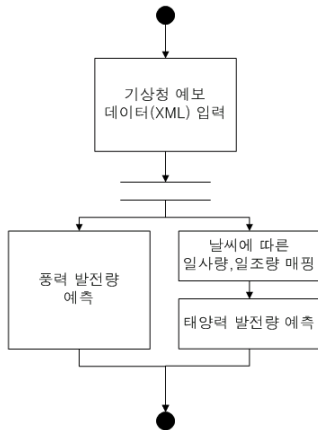 기상청 예보
데이터(XML) 입력
풍력 발전량
예측
날씨에 따른
일사량,일조량 매핑
태양력 발전량 예측